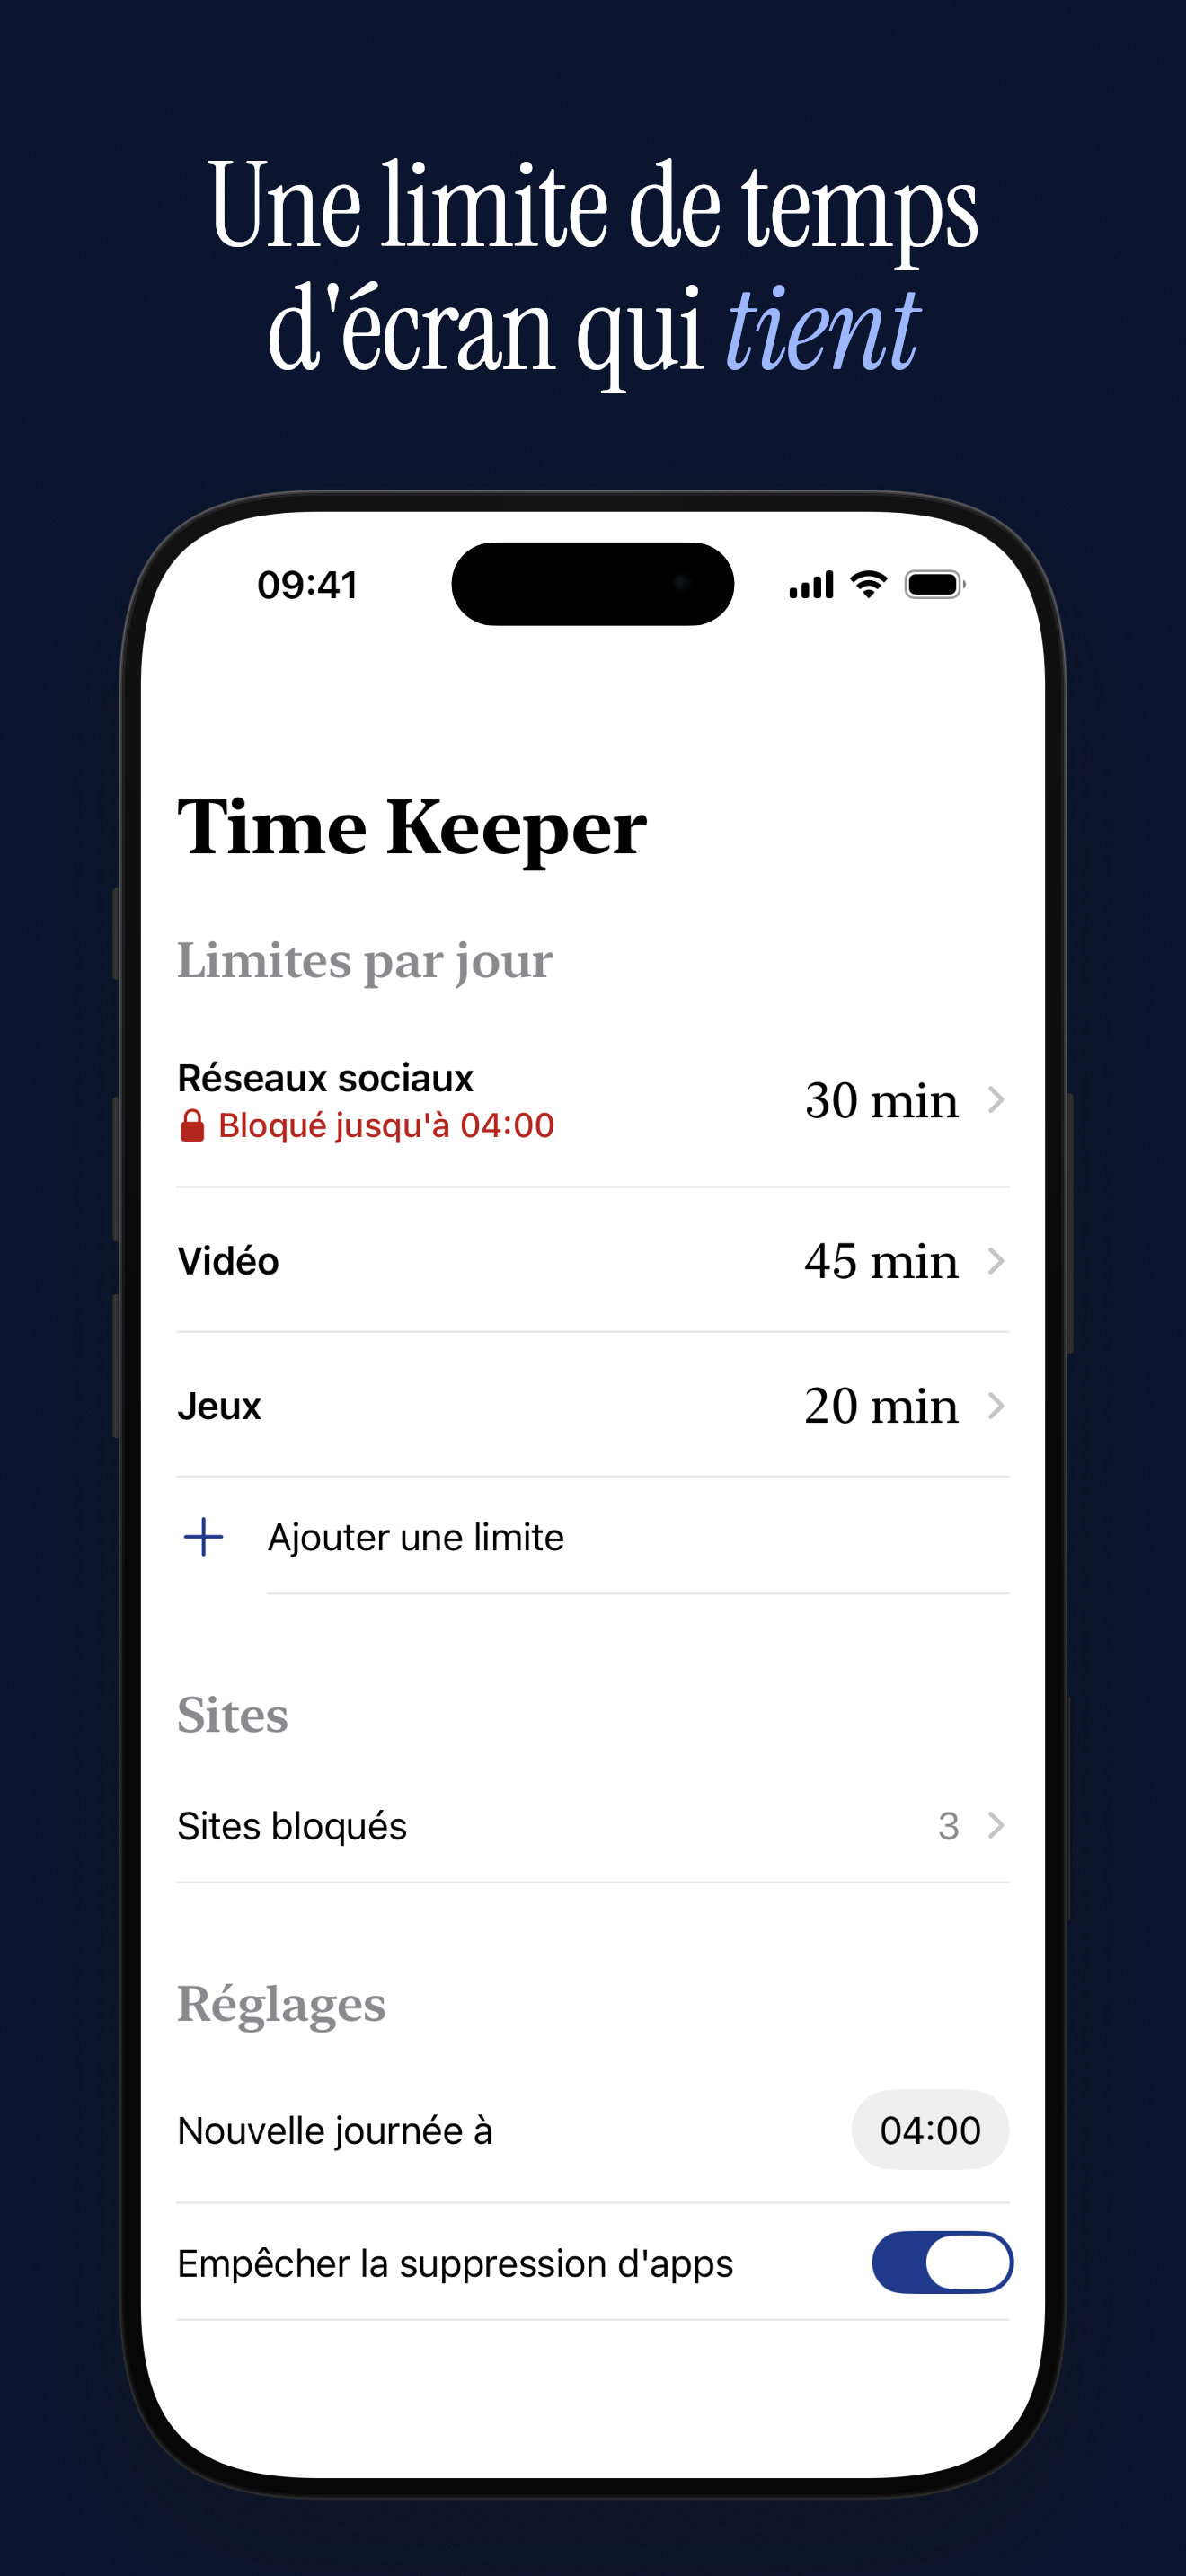 Une limite de temps
d'écran qui tient
09:41
Time Keeper
Limites par jour
Réseaux sociaux
Bloqué jusqu'à 04:00
30 min
Vidéo
45 min
Jeux
20 min
Ajouter une limite
Sites
Sites bloqués
3
Réglages
Nouvelle journée à
04:00
Empêcher la suppression d'apps